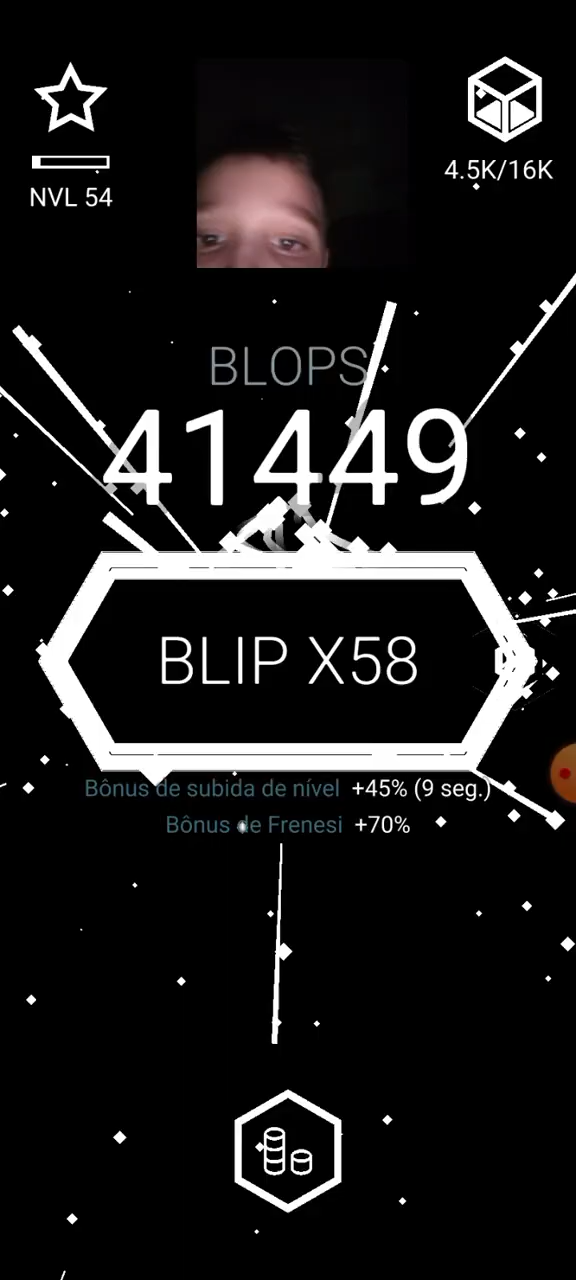 NVL 54
4.5K/16K
BLOPS
41449
BLIP X58
Bônus de subida de nível +45% (9 seg.)
Bônus de Frenesi +70%